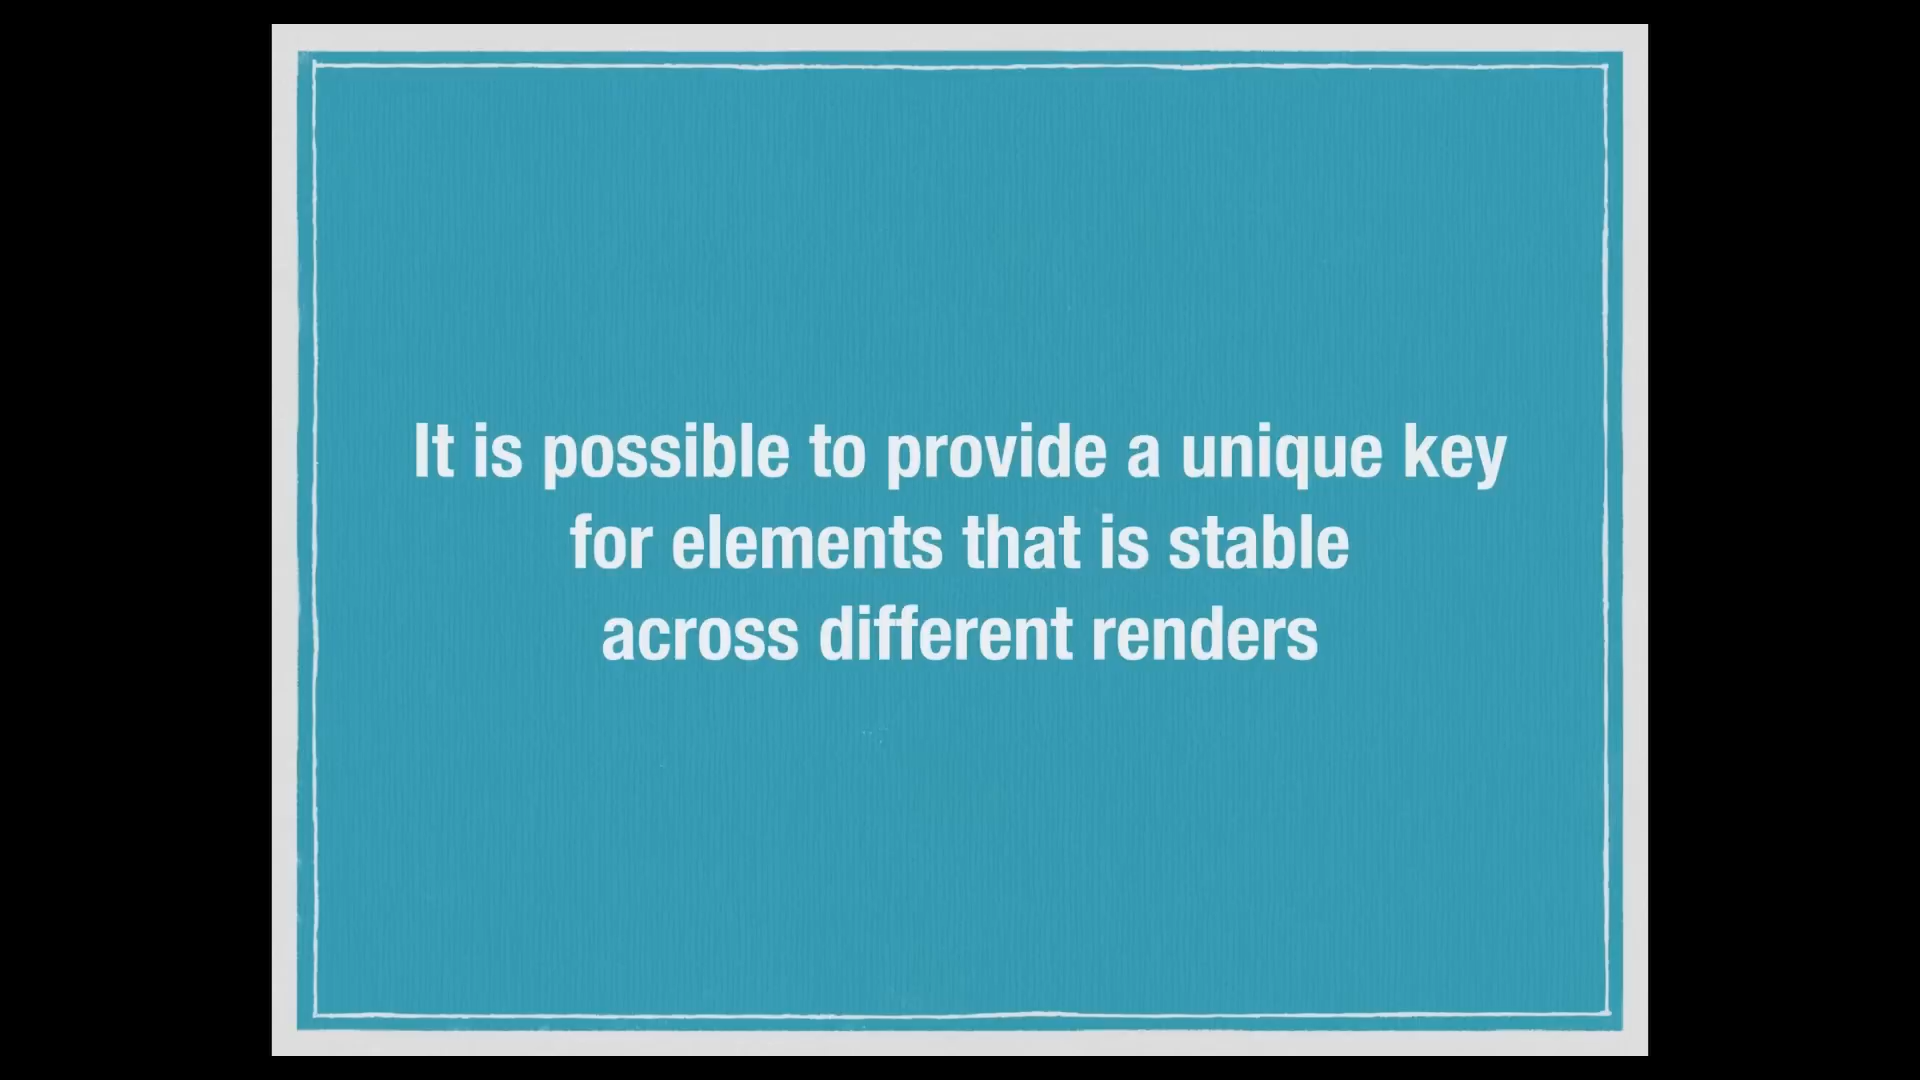 It is possible to provide a unique key
for elements that is stable
across different renders